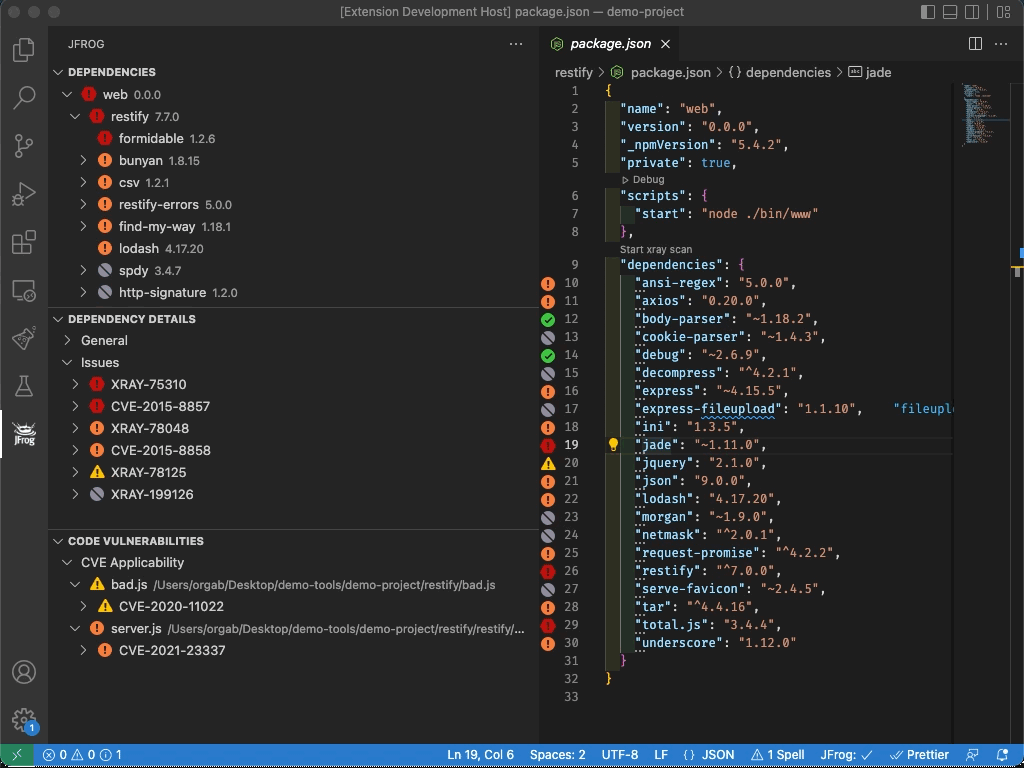 [Extension Development Host] package.json — demo-project
JFROG
DEPENDENCIES
web 0.0.0
restify 7.7.0
formidable 1.2.6
bunyan 1.8.15
csv 1.2.1
restify-errors 5.0.0
find-my-way 1.18.1
lodash 4.17.20
spdy 3.4.7
http-signature 1.2.0
DEPENDENCY DETAILS
General
Issues
XRAY-75310
CVE-2015-8857
XRAY-78048
CVE-2015-8858
XRAY-78125
XRAY-199126
CODE VULNERABILITIES
CVE Applicability
bad.js /Users/orgab/Desktop/demo-tools/demo-project/restify/bad.js
CVE-2020-11022
server.js /Users/orgab/Desktop/demo-tools/demo-project/restify/restify/...
CVE-2021-23337
JFrog
1
package.json
restify > package.json > {} dependencies > abc jade
1 {
2 "name": "web",
3 "version": "0.0.0",
4 "_npmVersion": "5.4.2",
5 "private": true,
Debug
6 "scripts": {
7 "start": "node ./bin/www"
8 },
Start xray scan
9 "dependencies": {
10 "ansi-regex": "5.0.0",
11 "axios": "0.20.0",
12 "body-parser": "~1.18.2",
13 "cookie-parser": "~1.4.3",
14 "debug": "~2.6.9",
15 "decompress": "^4.2.1",
16 "express": "~4.15.5",
17 "express-fileupload": "1.1.10", "fileupl
18 "ini": "1.3.5",
19 "jade": "~1.11.0",
20 "jquery": "2.1.0",
21 "json": "9.0.0",
22 "lodash": "4.17.20",
23 "morgan": "~1.9.0",
24 "netmask": "^2.0.1",
25 "request-promise": "^4.2.2",
26 "restify": "^7.0.0",
27 "serve-favicon": "~2.4.5",
28 "tar": "^4.4.16",
29 "total.js": "3.4.4",
30 "underscore": "1.12.0"
31 }
32 }
33
0 0 1 Ln 19, Col 6 Spaces: 2 UTF-8 LF {} JSON 1 Spell JFrog: ✓ Prettier